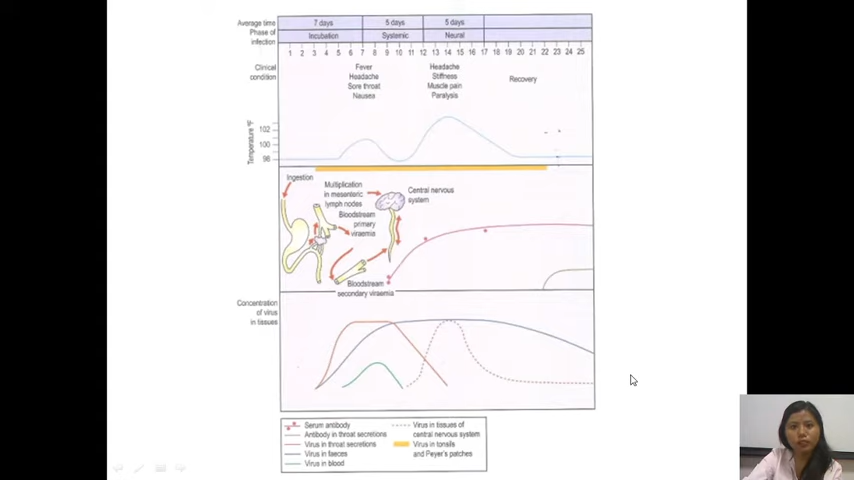 Average time 7 days 5 days 5 days
Phase of infection Incubation Systemic Neural
1 2 3 4 5 6 7 8 9 10 11 12 13 14 15 16 17 18 19 20 21 22 23 24 25
Clinical condition
Fever
Headache
Sore throat
Nausea
Headache
Stiffness
Muscle pain
Paralysis
Recovery
Temperature °F
102
100
98
Ingestion
Multiplication
in mesenteric
lymph nodes
Bloodstream
primary
viraemia
Central nervous
system
Bloodstream
secondary viraemia
Concentration
of virus
in tissues
Serum antibody
Antibody in throat secretions
Virus in throat secretions
Virus in faeces
Virus in blood
Virus in tissues of
central nervous system
Virus in tonsils
and Peyer's patches